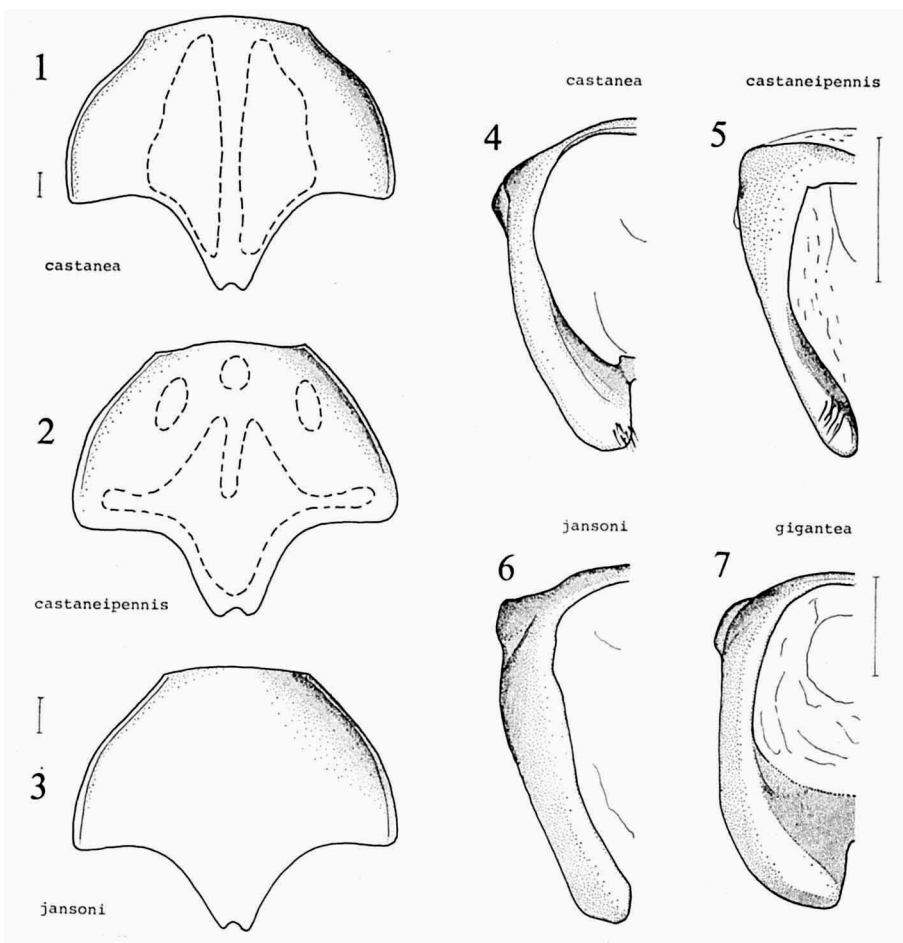 1
castanea
2
castaneipennis
3
jansoni
castanea
4
castaneipennis
5
jansoni
6
gigantea
7